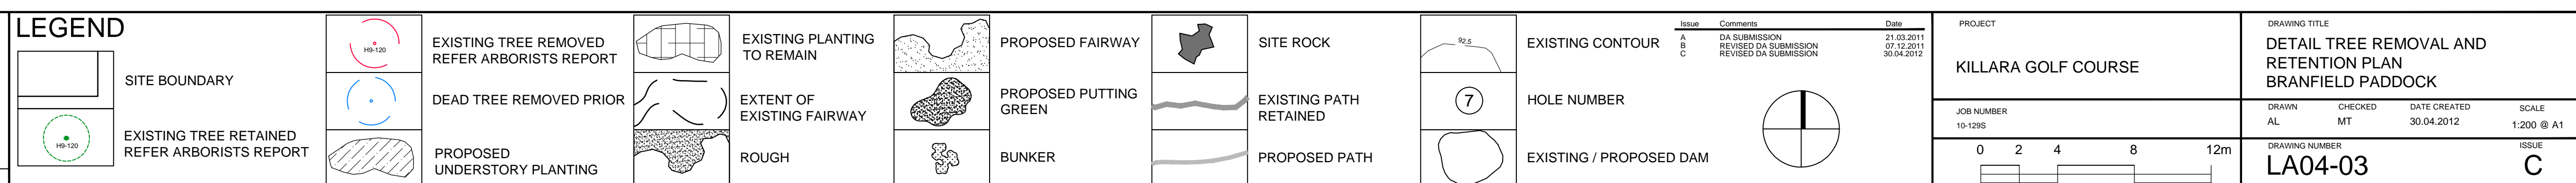 LEGEND
SITE BOUNDARY
H9-120
EXISTING TREE RETAINED
REFER ARBORISTS REPORT
H9-120
EXISTING TREE REMOVED
REFER ARBORISTS REPORT
DEAD TREE REMOVED PRIOR
PROPOSED
UNDERSTORY PLANTING
EXISTING PLANTING
TO REMAIN
EXTENT OF
EXISTING FAIRWAY
ROUGH
PROPOSED FAIRWAY
PROPOSED PUTTING
GREEN
BUNKER
SITE ROCK
EXISTING PATH
RETAINED
PROPOSED PATH
92.5
EXISTING CONTOUR
7
HOLE NUMBER
EXISTING / PROPOSED DAM
Issue Comments Date
A DA SUBMISSION 21.03.2011
B REVISED DA SUBMISSION 07.12.2011
C REVISED DA SUBMISSION 30.04.2012
PROJECT
KILLARA GOLF COURSE
JOB NUMBER
10-129S
0 2 4 8 12m
DRAWING TITLE
DETAIL TREE REMOVAL AND
RETENTION PLAN
BRANFIELD PADDOCK
DRAWN CHECKED DATE CREATED SCALE
AL MT 30.04.2012 1:200 @ A1
DRAWING NUMBER ISSUE
LA04-03 C